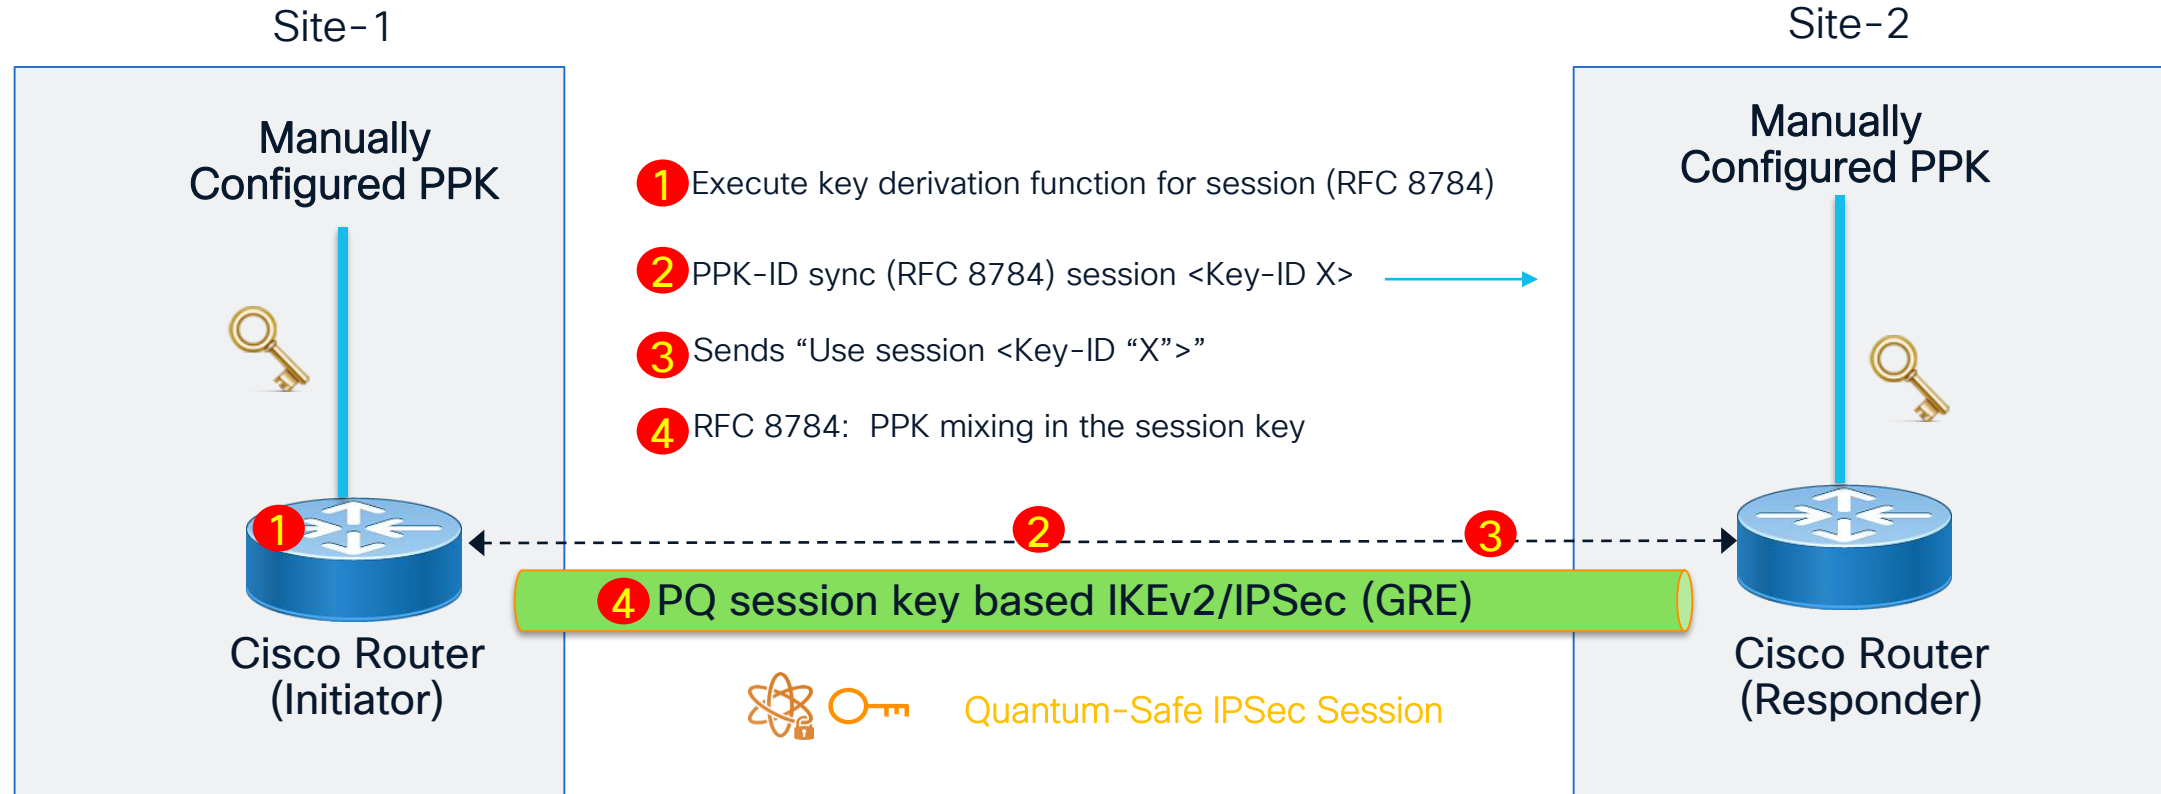 Site-1
Site-2
Manually
Configured PPK
Manually
Configured PPK
1 Execute key derivation function for session (RFC 8784)
2 PPK-ID sync (RFC 8784) session <Key-ID X>
3 Sends “Use session <Key-ID “X”>”
4 RFC 8784:  PPK mixing in the session key
1
2
3
4 PQ session key based IKEv2/IPSec (GRE)
Cisco Router
(Initiator)
Cisco Router
(Responder)
Quantum-Safe IPSec Session